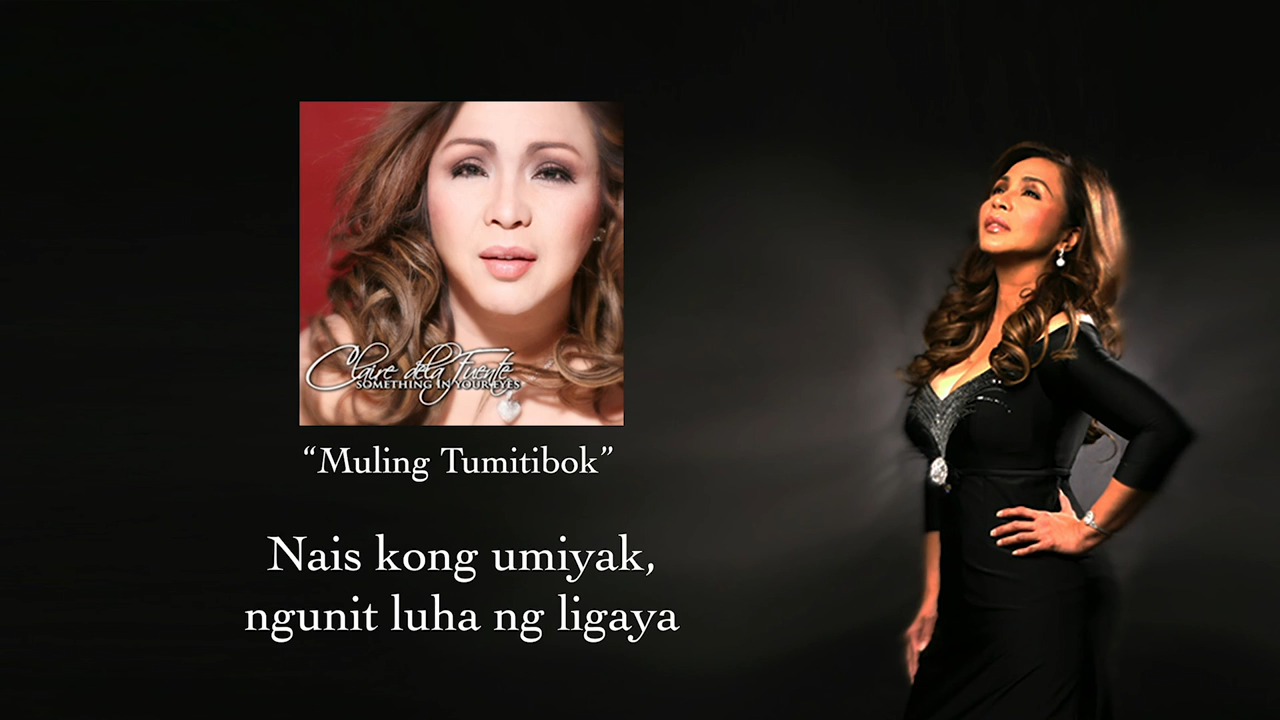 Claire dela Fuente
SOMETHING IN YOUR EYES
“Muling Tumitibok”
Nais kong umiyak,
ngunit luha ng ligaya